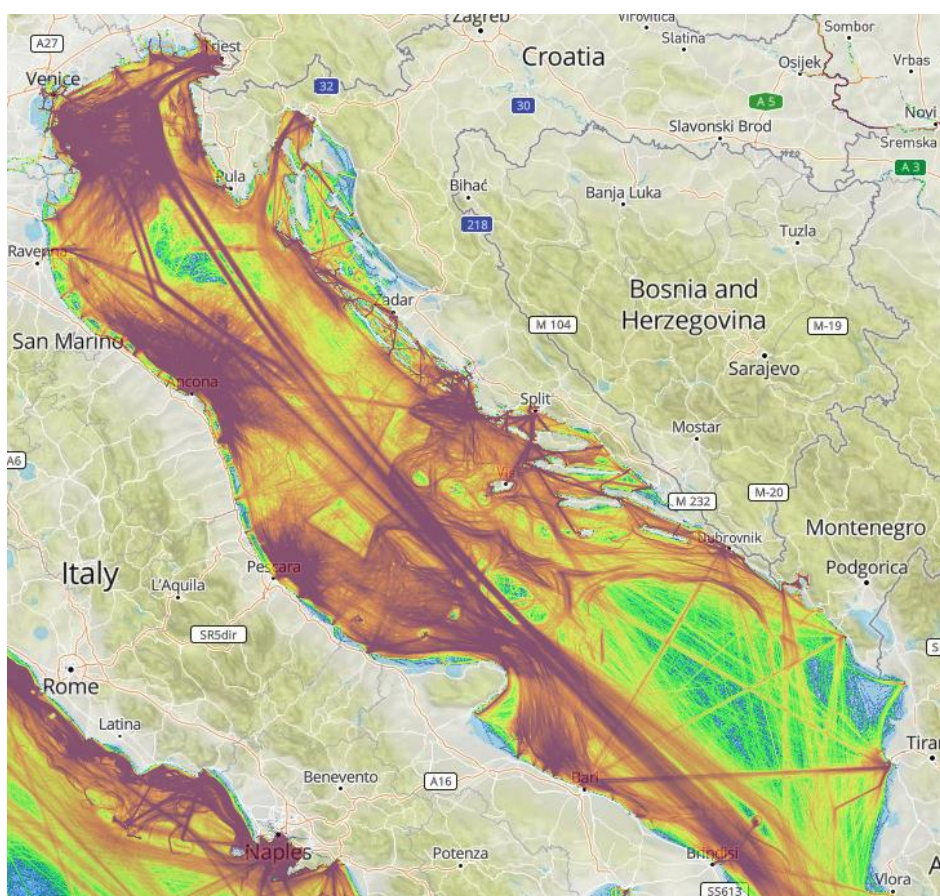 Zagreb
Virovitica
Slatina
Sombor
A27
Triest
Croatia
Osijek
Vrbas
Venice
32
30
A 5
Novi
Slavonski Brod
Sremska
A 3
Pula
Bihać
Banja Luka
218
Tuzla
Ravenna
Zadar
Bosnia and
Herzegovina
M 104
M-19
San Marino
Sarajevo
Ancona
Split
Mostar
A6
Vis
M 232
M-20
Montenegro
Dubrovnik
Podgorica
Italy
L'Aquila
Pescara
SR5dir
Rome
Latina
Tiran
Benevento
A16
Bari
Naples
Potenza
Brindisi
SS613
Vlora
A